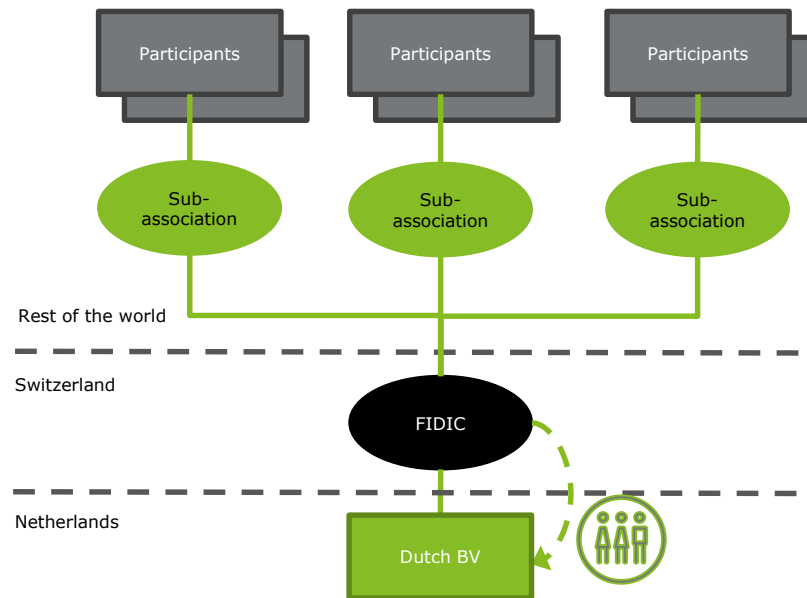 Participants
Participants
Participants
Sub-
association
Sub-
association
Sub-
association
Rest of the world
Switzerland
FIDIC
Netherlands
Dutch BV